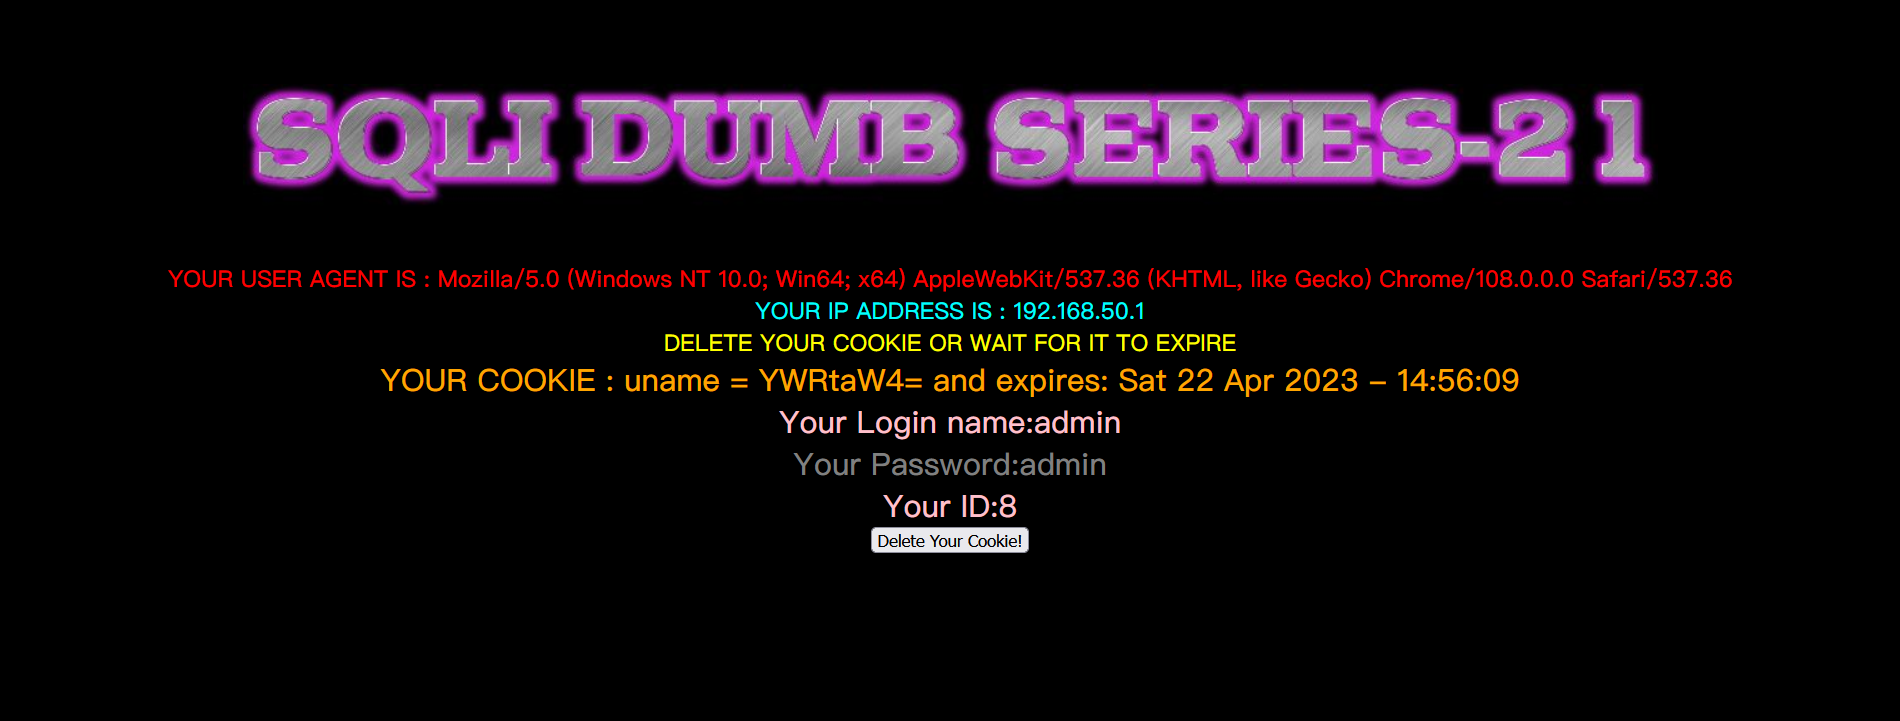 SQLI DUMB SERIES-21
YOUR USER AGENT IS : Mozilla/5.0 (Windows NT 10.0; Win64; x64) AppleWebKit/537.36 (KHTML, like Gecko) Chrome/108.0.0.0 Safari/537.36
YOUR IP ADDRESS IS : 192.168.50.1
DELETE YOUR COOKIE OR WAIT FOR IT TO EXPIRE
YOUR COOKIE : uname = YWRtaW4= and expires: Sat 22 Apr 2023 - 14:56:09
Your Login name:admin
Your Password:admin
Your ID:8
Delete Your Cookie!